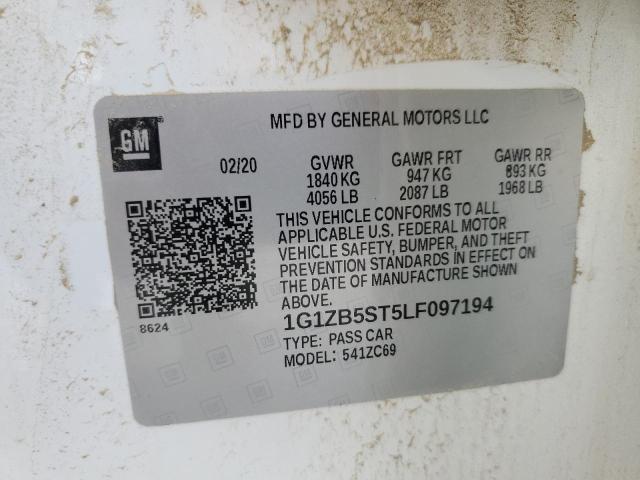 GM
MFD BY GENERAL MOTORS LLC
02/20 GVWR GAWR FRT GAWR RR
1840 KG 947 KG 893 KG
4056 LB 2087 LB 1968 LB
THIS VEHICLE CONFORMS TO ALL
APPLICABLE U.S. FEDERAL MOTOR
VEHICLE SAFETY, BUMPER, AND THEFT
PREVENTION STANDARDS IN EFFECT ON
THE DATE OF MANUFACTURE SHOWN
ABOVE.
8624
1G1ZB5ST5LF097194
TYPE: PASS CAR
MODEL: 541ZC69